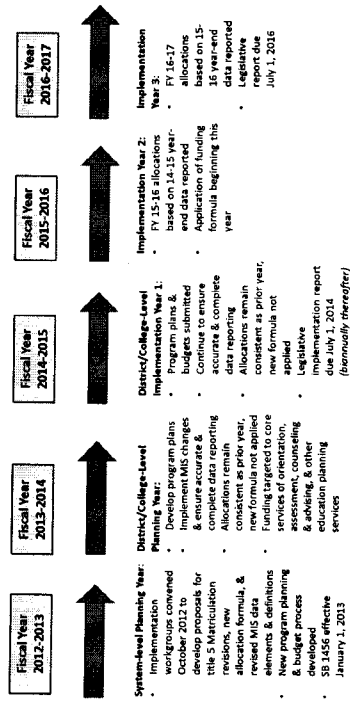 Fiscal Year
2012-2013
System-level Planning Year:
• Implementation
workgroups convened
October 2012 to
develop proposals for
title 5 Matriculation
revisions, new
allocation formula, &
revised MIS data
elements & definitions
• New program planning
& budget process
developed
• SB 1456 effective
January 1, 2013
Fiscal Year
2013-2014
District/College-Level
Planning Year:
• Develop program plans
• Implement MIS changes
& ensure accurate &
complete data reporting
• Allocations remain
consistent as prior year,
new formula not applied
• Funding targeted to core
services of orientation,
assessment, counseling
& advising, & other
education planning
services
Fiscal Year
2014-2015
District/College-Level
Implementation Year 1:
• Program plans &
budgets submitted
• Continue to ensure
accurate & complete
data reporting
• Allocations remain
consistent as prior year,
new formula not
applied
• Legislative
implementation report
due July 1, 2014
(biannually thereafter)
Fiscal Year
2015-2016
Implementation Year 2:
• FY 15-16 allocations
based on 14-15 year-
end data reported
• Application of funding
formula beginning this
year
Fiscal Year
2016-2017
Implementation
Year 3:
• FY 16-17
allocations
based on 15-
16 year-end
data reported
• Legislative
report due
July 1, 2016